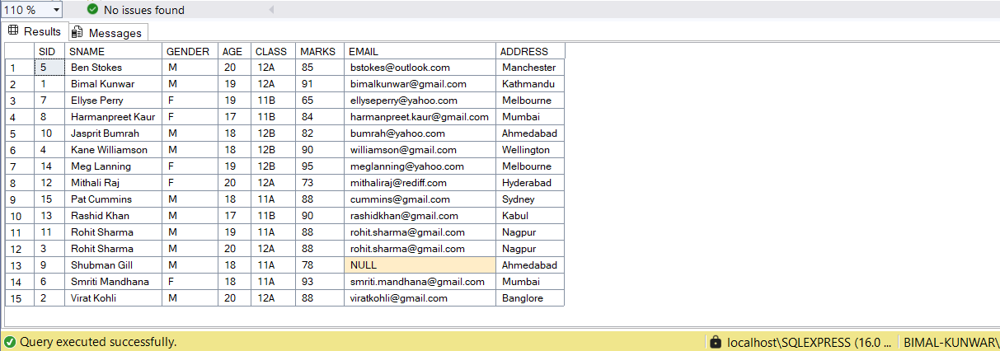 110 % No issues found
Results Messages
SID SNAME GENDER AGE CLASS MARKS EMAIL ADDRESS
1 5 Ben Stokes M 20 12A 85 bstokes@outlook.com Manchester
2 1 Bimal Kunwar M 19 12A 91 bimalkunwar@gmail.com Kathmandu
3 7 Ellyse Perry F 19 11B 65 ellyseperry@yahoo.com Melbourne
4 8 Harmanpreet Kaur F 17 11B 84 harmanpreet.kaur@gmail.com Mumbai
5 10 Jasprit Bumrah M 18 12B 82 bumrah@yahoo.com Ahmedabad
6 4 Kane Williamson M 18 12B 90 williamson@gmail.com Wellington
7 14 Meg Lanning F 19 12B 95 meglanning@yahoo.com Melbourne
8 12 Mithali Raj F 20 12A 73 mithaliraj@rediff.com Hyderabad
9 15 Pat Cummins M 18 11A 88 cummins@gmail.com Sydney
10 13 Rashid Khan M 17 11B 90 rashidkhan@gmail.com Kabul
11 11 Rohit Sharma M 19 11A 88 rohit.sharma@gmail.com Nagpur
12 3 Rohit Sharma M 20 12A 88 rohit.sharma@gmail.com Nagpur
13 9 Shubman Gill M 18 11A 78 NULL Ahmedabad
14 6 Smriti Mandhana F 18 11A 93 smriti.mandhana@gmail.com Mumbai
15 2 Virat Kohli M 20 12A 88 viratkohli@gmail.com Banglore
Query executed successfully. localhost\SQLEXPRESS (16.0 ... BIMAL-KUNWAR\